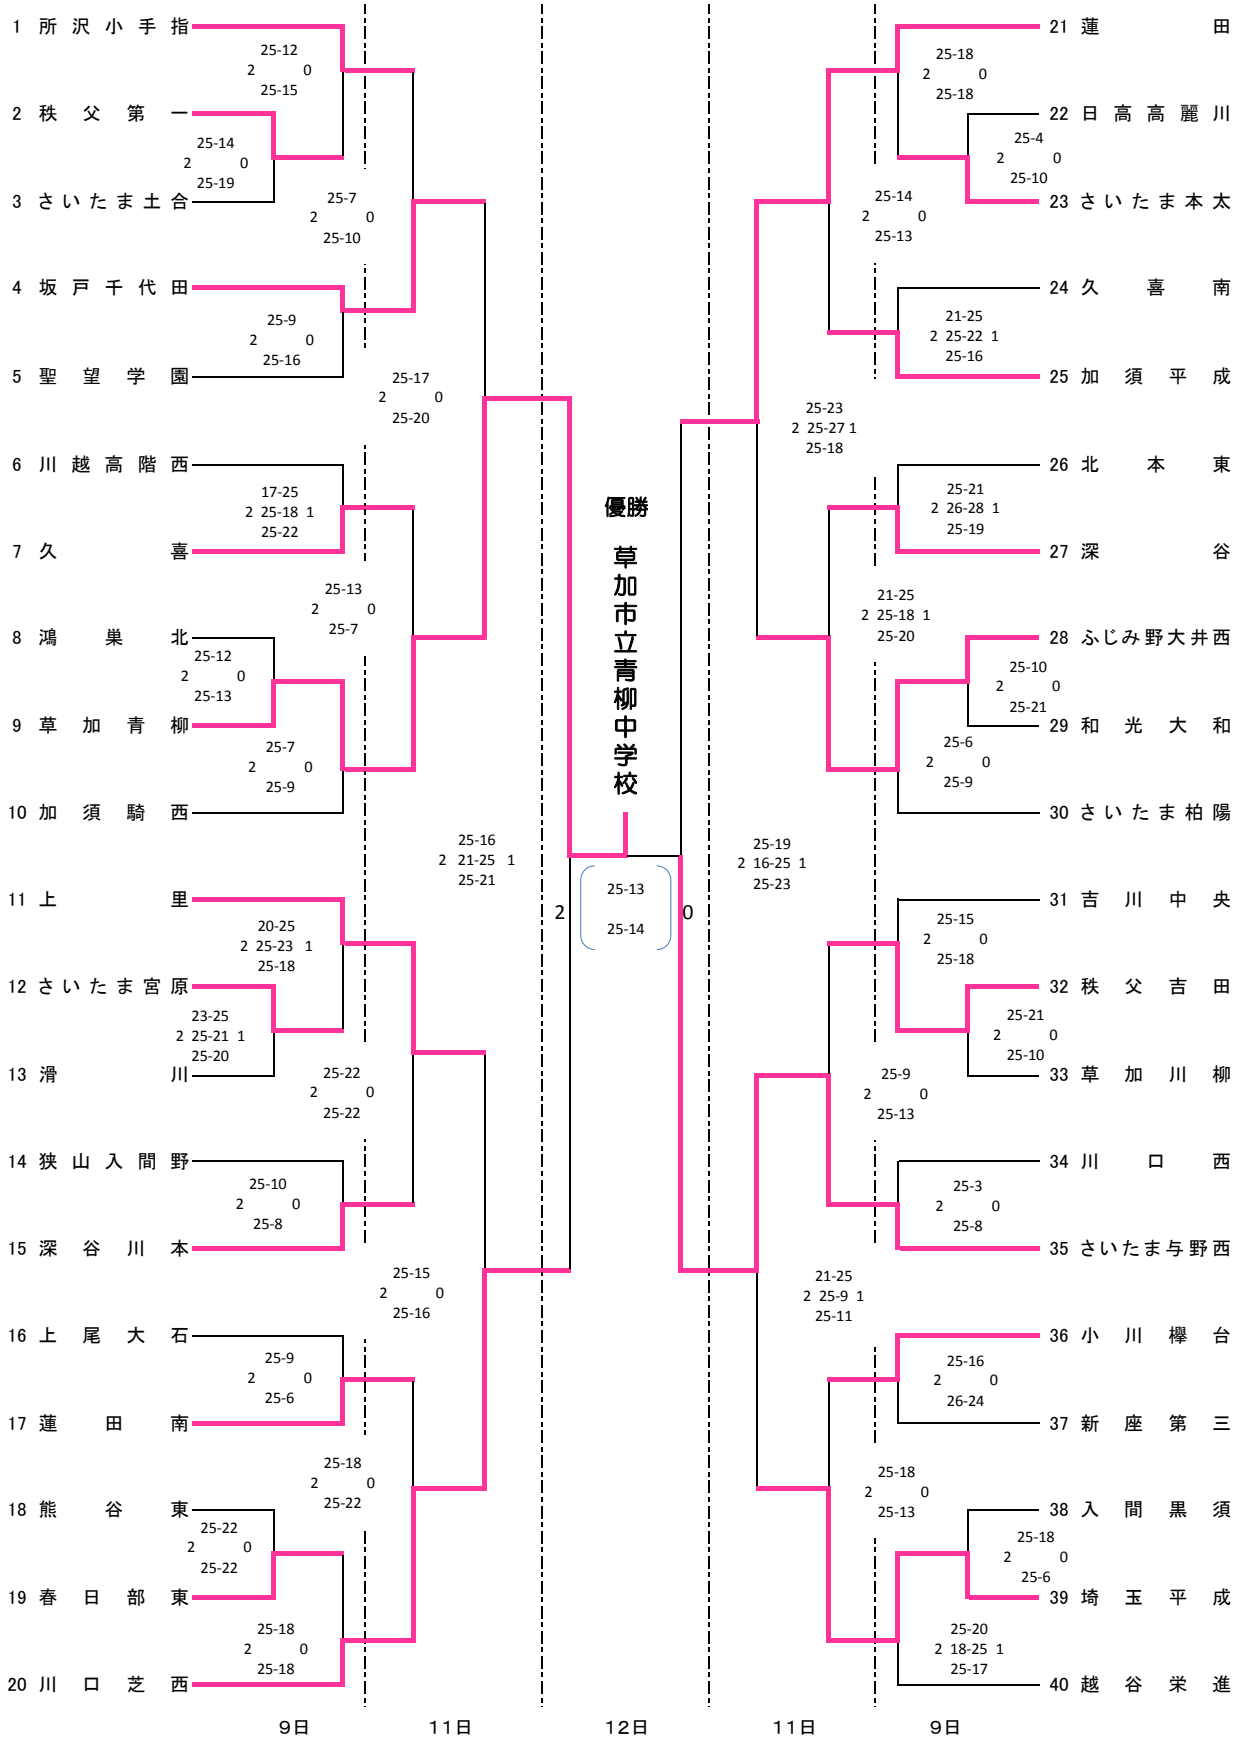 1 所沢小手指
25-12
2 0
25-15
2 秩父第一
25-14
2 0
25-19
3 さいたま土合
25-7
2 0
25-10
4 坂戸千代田
25-9
2 0
25-16
5 聖望学園
25-17
2 0
25-20
6 川越高階西
17-25
2 25-18 1
25-22
7 久喜
25-13
2 0
25-7
8 鴻巣北
25-12
2 0
25-13
9 草加青柳
25-7
2 0
25-9
10 加須騎西
25-16
2 21-25 1
25-21
11 上里
20-25
2 25-23 1
25-18
12 さいたま宮原
23-25
2 25-21 1
25-20
13 滑川
25-22
2 0
25-22
14 狭山入間野
25-10
2 0
25-8
15 深谷川本
25-15
2 0
25-16
16 上尾大石
25-9
2 0
25-6
17 蓮田南
25-18
2 0
25-22
18 熊谷東
25-22
2 0
25-22
19 春日部東
25-18
2 0
25-18
20 川口芝西
優勝
草加市立青柳中学校
25-13
2 0
25-14
21 蓮田
25-18
2 0
25-18
22 日高高麗川
25-4
2 0
25-10
23 さいたま本太
25-14
2 0
25-13
24 久喜南
21-25
2 25-22 1
25-16
25 加須平成
25-23
2 25-27 1
25-18
26 北本東
25-21
2 26-28 1
25-19
27 深谷
21-25
2 25-18 1
25-20
28 ふじみ野大井西
25-10
2 0
25-21
29 和光大和
25-6
2 0
25-9
30 さいたま柏陽
25-19
2 16-25 1
25-23
31 吉川中央
25-15
2 0
25-18
32 秩父吉田
25-21
2 0
25-10
33 草加川柳
25-9
2 0
25-13
34 川口西
25-3
2 0
25-8
35 さいたま与野西
21-25
2 25-9 1
25-11
36 小川欅台
25-16
2 0
26-24
37 新座第三
25-18
2 0
25-13
38 入間黒須
25-18
2 0
25-6
39 埼玉平成
25-20
2 18-25 1
25-17
40 越谷栄進
9日 11日 12日 11日 9日